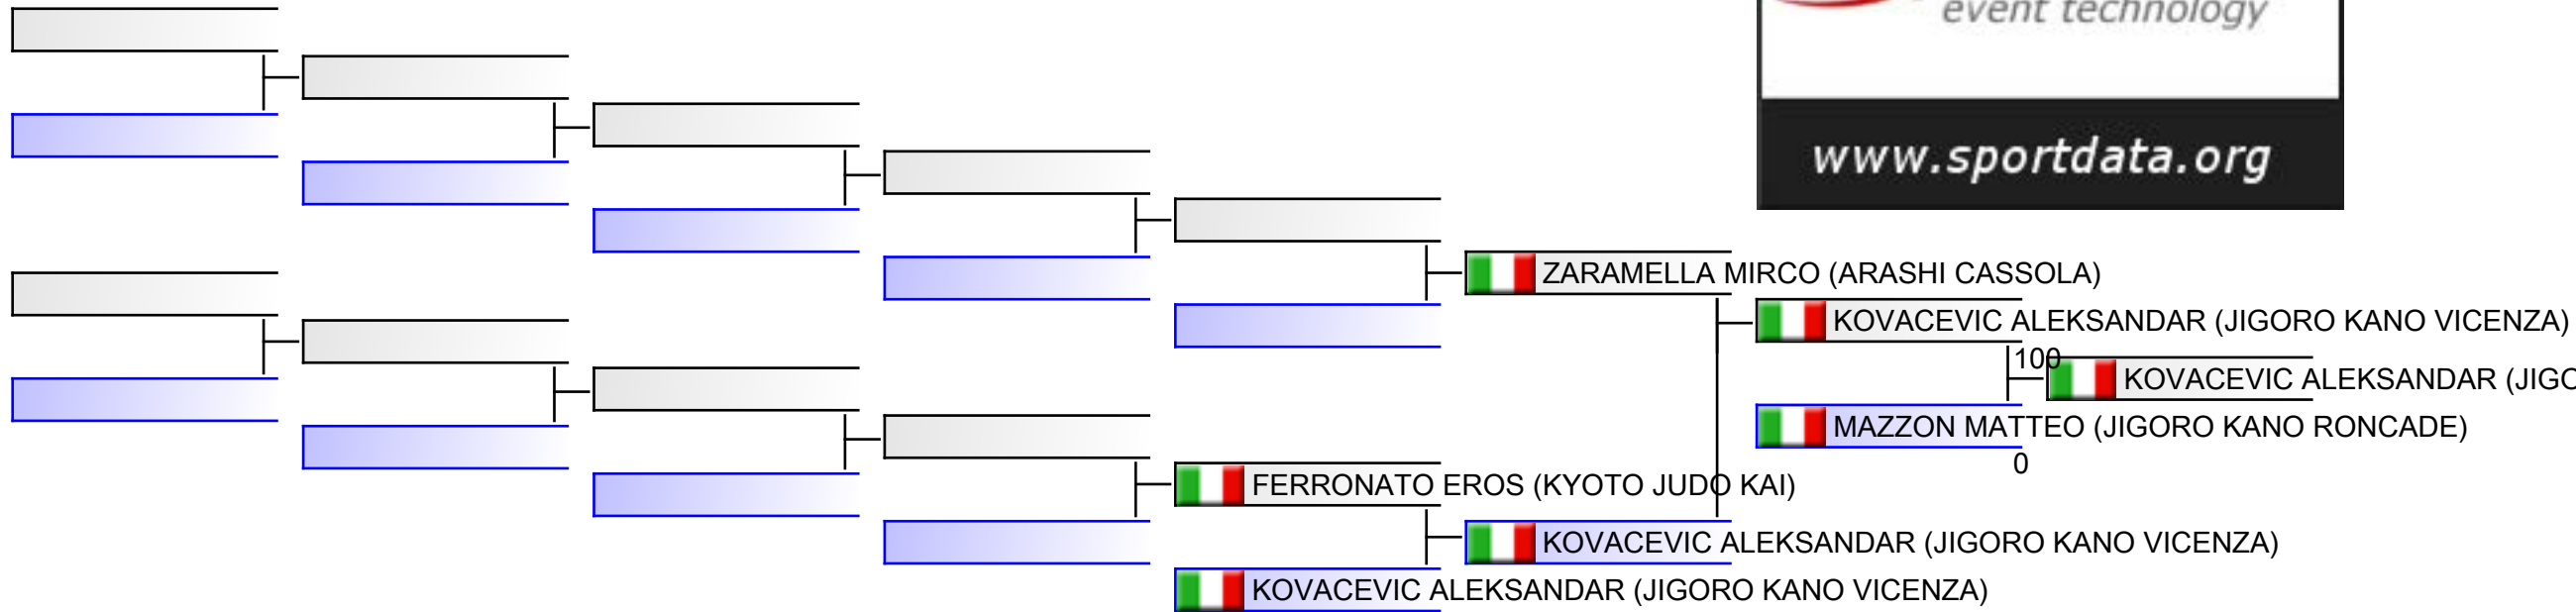 event technology
www.sportdata.org
ZARAMELLA MIRCO (ARASHI CASSOLA)
KOVACEVIC ALEKSANDAR (JIGORO KANO VICENZA)
100
KOVACEVIC ALEKSANDAR (JIGO
MAZZON MATTEO (JIGORO KANO RONCADE)
0
FERRONATO EROS (KYOTO JUDO KAI)
KOVACEVIC ALEKSANDAR (JIGORO KANO VICENZA)
KOVACEVIC ALEKSANDAR (JIGORO KANO VICENZA)